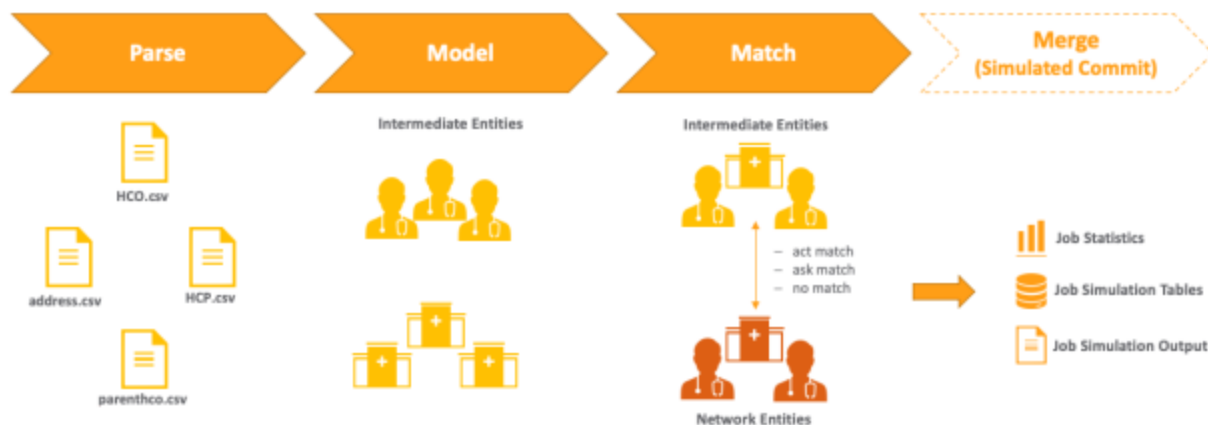 Parse
Model
Match
Merge
(Simulated Commit)
HCO.csv
address.csv
HCP.csv
parenthco.csv
Intermediate Entities
Intermediate Entities
– act match
– ask match
– no match
Network Entities
Job Statistics
Job Simulation Tables
Job Simulation Output